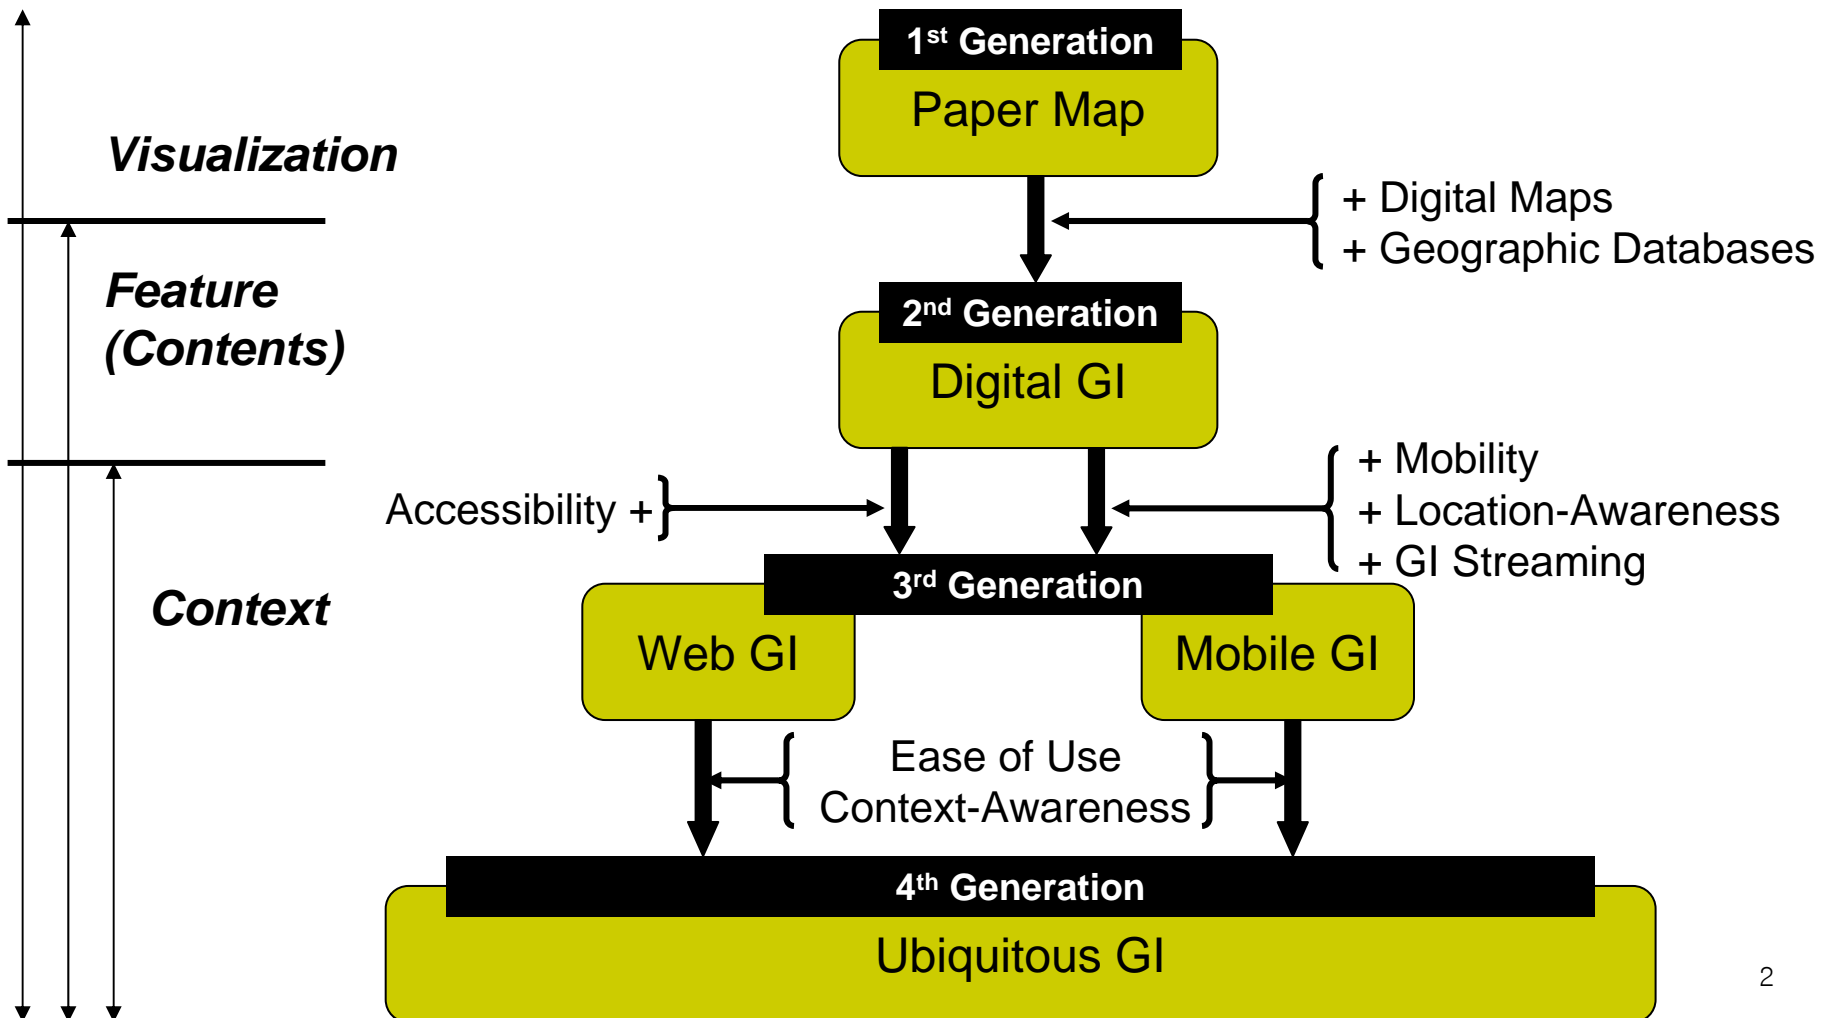 1st Generation
Paper Map
Visualization
+ Digital Maps
+ Geographic Databases
Feature
(Contents)
2nd Generation
Digital GI
Accessibility +
+ Mobility
+ Location-Awareness
+ GI Streaming
3rd Generation
Context
Web GI
Mobile GI
Ease of Use
Context-Awareness
4th Generation
Ubiquitous GI
2